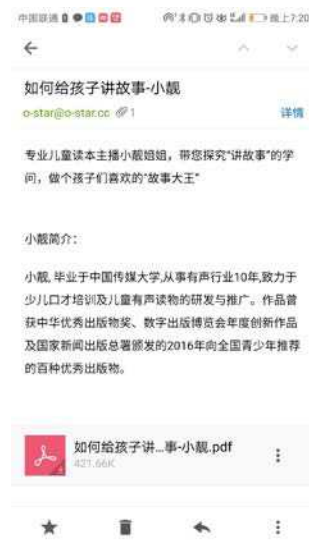 中国联通
晚上7:20
如何给孩子讲故事-小靓
o-star@o-star.cc 1
详情
专业儿童读本主播小靓姐姐，带您探究“讲故事”的学
问，做个孩子们喜欢的“故事大王”
小靓简介：
小靓, 毕业于中国传媒大学,从事有声行业10年,致力于
少儿口才培训及儿童有声读物的研发与推广。作品曾
获中华优秀出版物奖、数字出版博览会年度创新作品
及国家新闻出版总署颁发的2016年向全国青少年推荐
的百种优秀出版物。
如何给孩子讲...事-小靓.pdf
421.66K